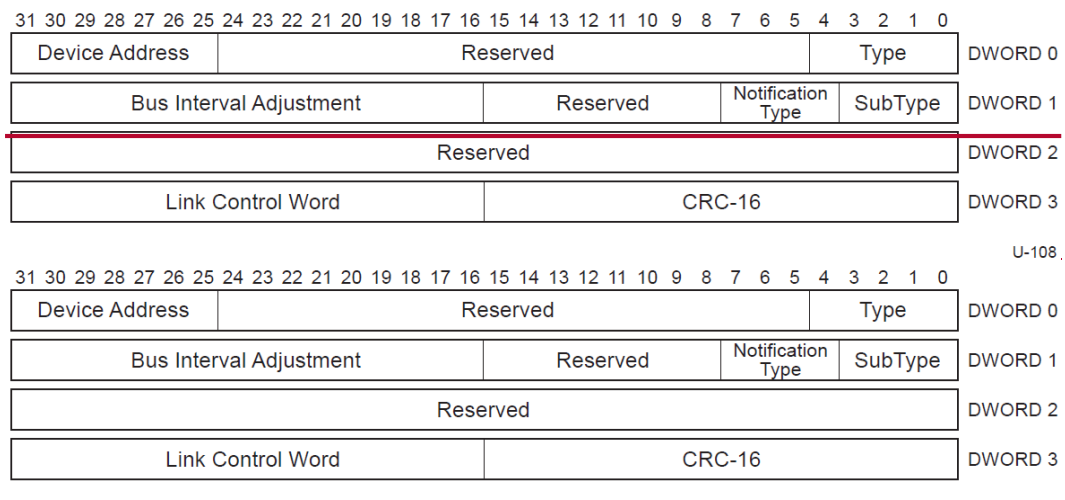 31 30 29 28 27 26 25 24 23 22 21 20 19 18 17 16 15 14 13 12 11 10 9 8 7 6 5 4 3 2 1 0
Device Address Reserved Type DWORD 0
Bus Interval Adjustment Reserved Notification Type SubType DWORD 1
Reserved DWORD 2
Link Control Word CRC-16 DWORD 3
U-108
31 30 29 28 27 26 25 24 23 22 21 20 19 18 17 16 15 14 13 12 11 10 9 8 7 6 5 4 3 2 1 0
Device Address Reserved Type DWORD 0
Bus Interval Adjustment Reserved Notification Type SubType DWORD 1
Reserved DWORD 2
Link Control Word CRC-16 DWORD 3